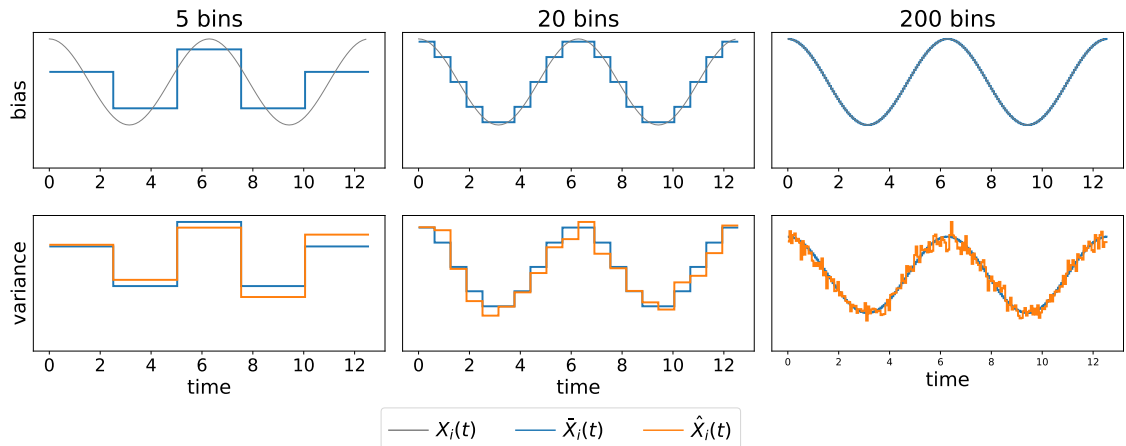 5 bins 20 bins 200 bins
bias
0 2 4 6 8 10 12 0 2 4 6 8 10 12 0 2 4 6 8 10 12
variance
0 2 4 6 8 10 12 0 2 4 6 8 10 12 0 2 4 6 8 10 12
time time time
X_i(t) X̄_i(t) X̂_i(t)